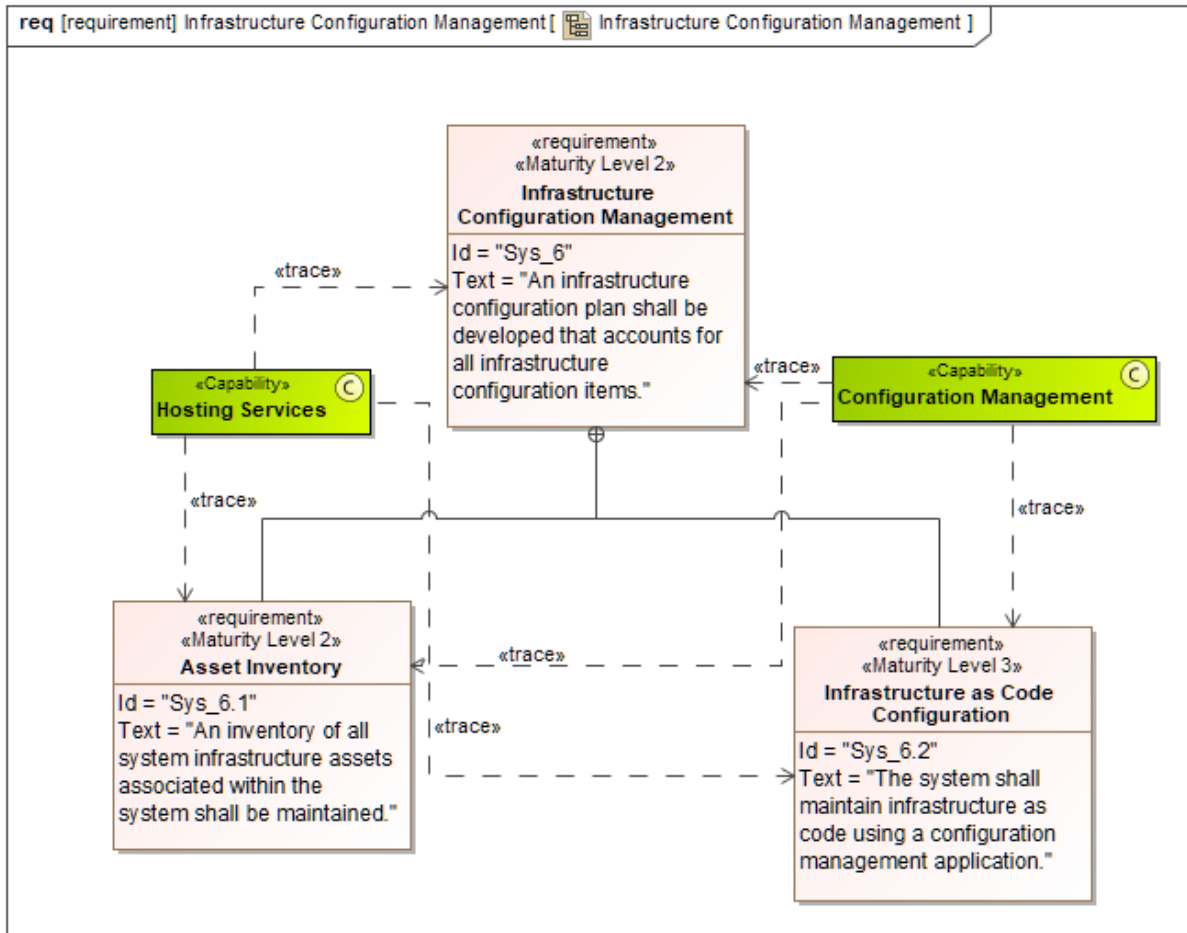 req [requirement] Infrastructure Configuration Management [ Infrastructure Configuration Management ]
«requirement»
«Maturity Level 2»
Infrastructure
Configuration Management
Id = "Sys_6"
Text = "An infrastructure
configuration plan shall be
developed that accounts for
all infrastructure
configuration items."
«trace»
«trace»
«Capability»
C
Hosting Services
«Capability»
C
Configuration Management
«trace»
«trace»
«requirement»
«Maturity Level 2»
Asset Inventory
Id = "Sys_6.1"
Text = "An inventory of all
system infrastructure assets
associated within the
system shall be maintained."
«trace»
«trace»
«requirement»
«Maturity Level 3»
Infrastructure as Code
Configuration
Id = "Sys_6.2"
Text = "The system shall
maintain infrastructure as
code using a configuration
management application."